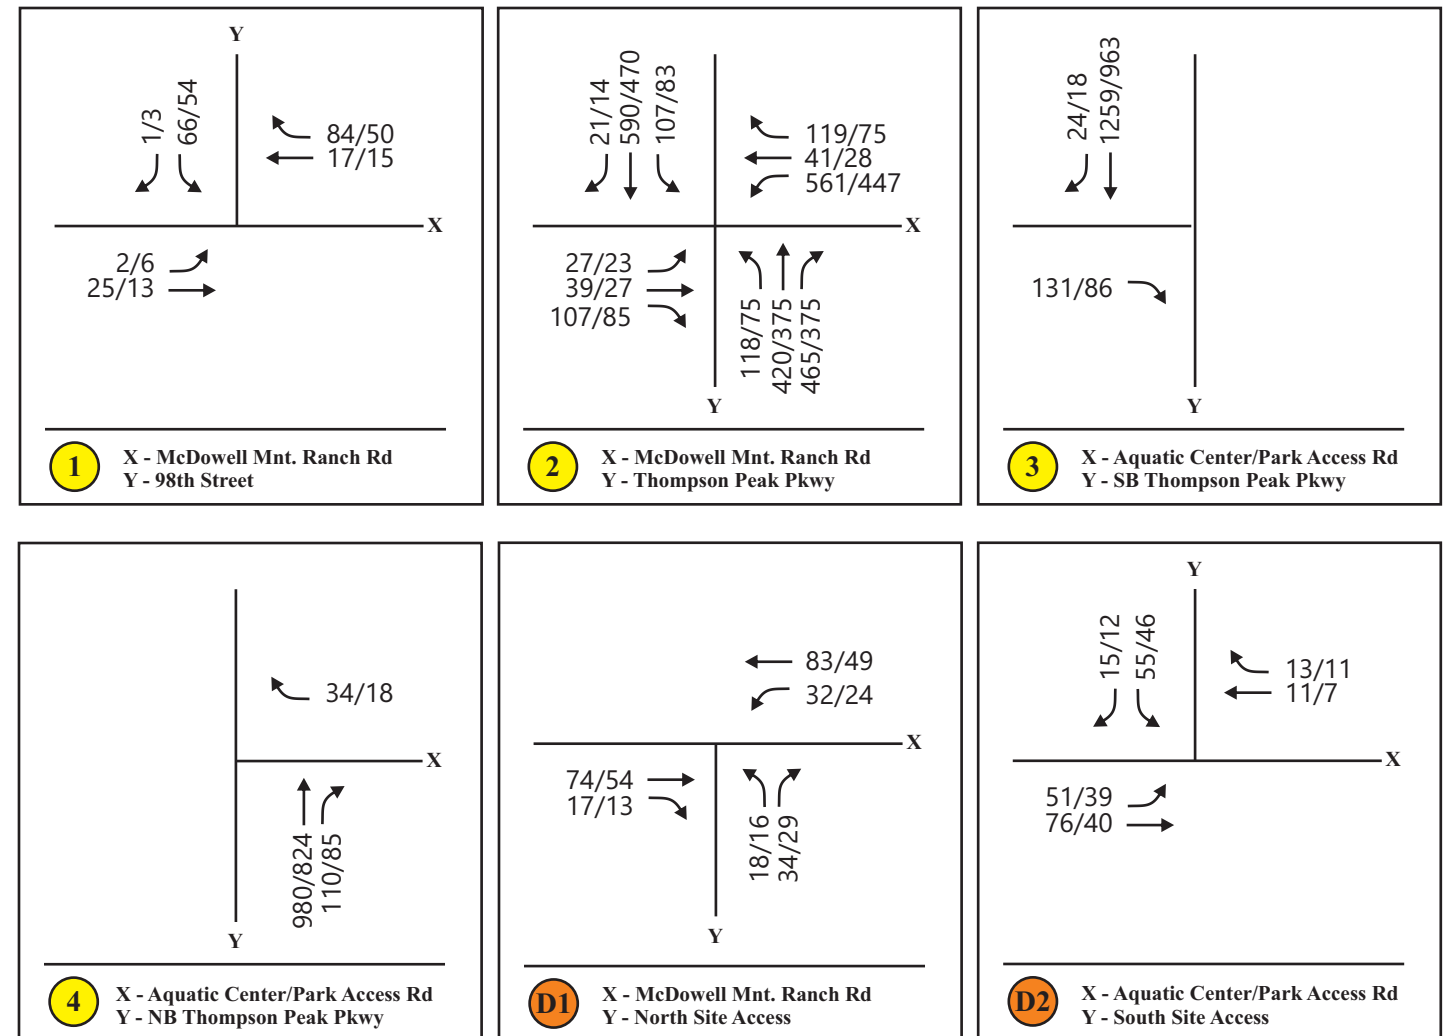 Y
1/3
66/54
84/50
17/15
X
2/6
25/13
1
X - McDowell Mnt. Ranch Rd
Y - 98th Street
21/14
590/470
107/83
119/75
41/28
561/447
X
27/23
39/27
107/85
118/75
420/375
465/375
Y
2
X - McDowell Mnt. Ranch Rd
Y - Thompson Peak Pkwy
24/18
1259/963
131/86
Y
3
X - Aquatic Center/Park Access Rd
Y - SB Thompson Peak Pkwy
34/18
X
980/824
110/85
Y
4
X - Aquatic Center/Park Access Rd
Y - NB Thompson Peak Pkwy
83/49
32/24
X
74/54
17/13
18/16
34/29
Y
D1
X - McDowell Mnt. Ranch Rd
Y - North Site Access
Y
15/12
55/46
13/11
11/7
X
51/39
76/40
D2
X - Aquatic Center/Park Access Rd
Y - South Site Access